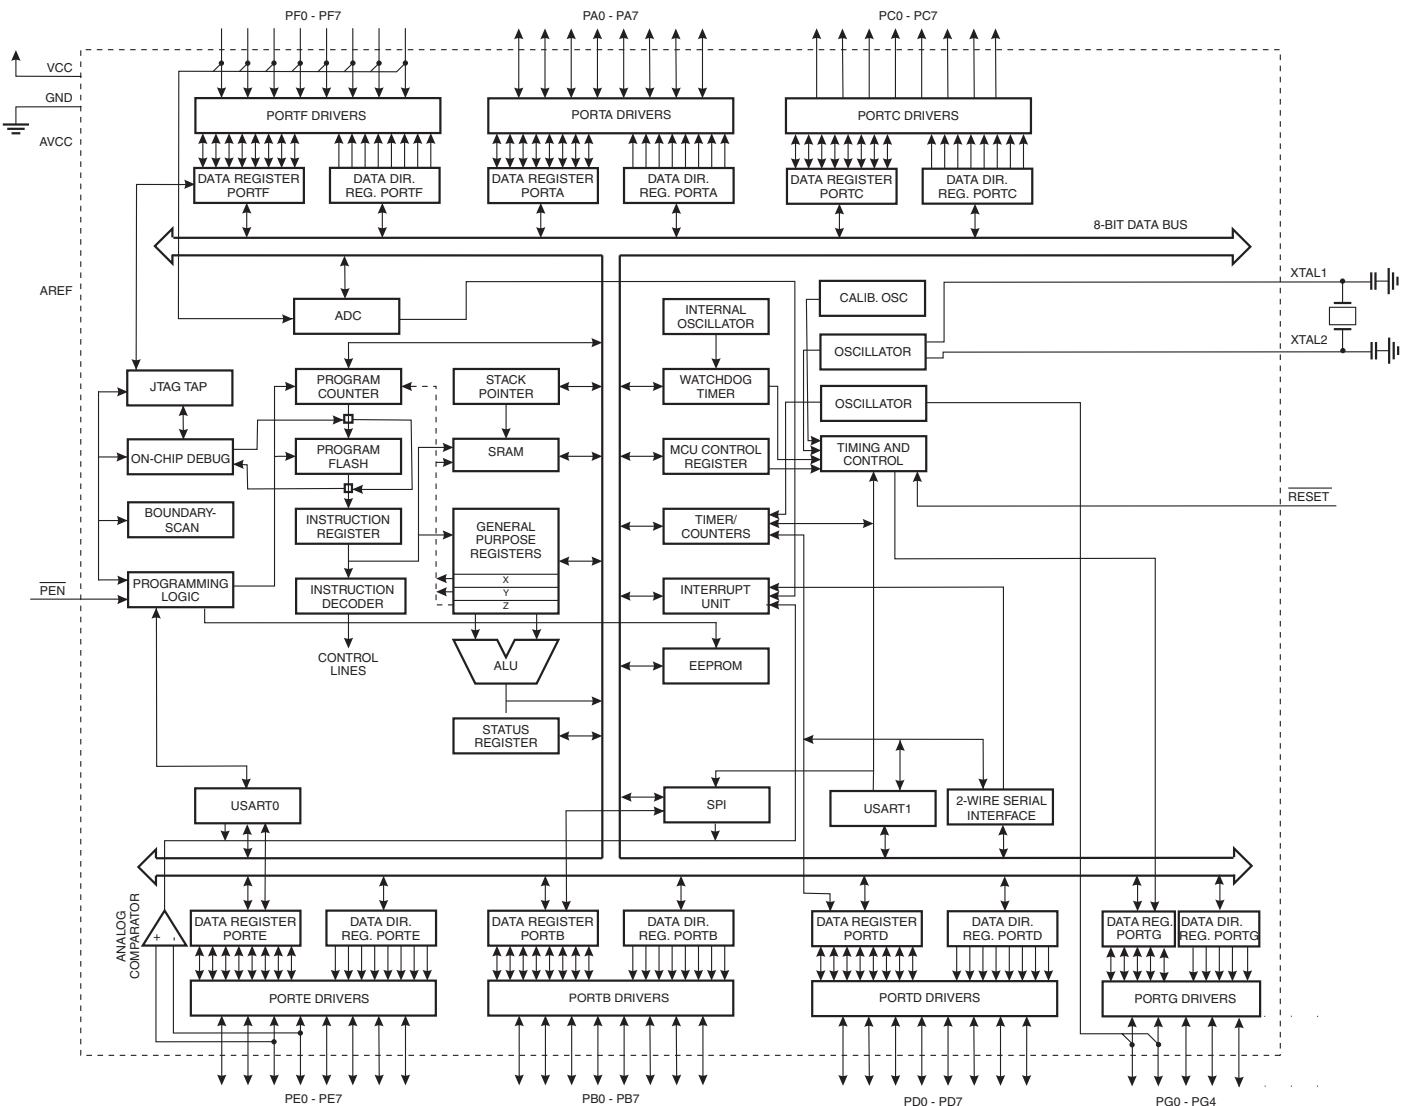 PF0 - PF7
PA0 - PA7
PC0 - PC7
VCC
GND
AVCC
PORTF DRIVERS
PORTA DRIVERS
PORTC DRIVERS
DATA REGISTER
PORTF
DATA DIR.
REG. PORTF
DATA REGISTER
PORTA
DATA DIR.
REG. PORTA
DATA REGISTER
PORTC
DATA DIR.
REG. PORTC
8-BIT DATA BUS
AREF
XTAL1
XTAL2
ADC
INTERNAL
OSCILLATOR
CALIB. OSC
OSCILLATOR
JTAG TAP
PROGRAM
COUNTER
STACK
POINTER
WATCHDOG
TIMER
OSCILLATOR
ON-CHIP DEBUG
PROGRAM
FLASH
SRAM
MCU CONTROL
REGISTER
TIMING AND
CONTROL
RESET
BOUNDARY-
SCAN
INSTRUCTION
REGISTER
GENERAL
PURPOSE
REGISTERS
X
Y
Z
TIMER/
COUNTERS
PEN
PROGRAMMING
LOGIC
INSTRUCTION
DECODER
INTERRUPT
UNIT
CONTROL
LINES
ALU
EEPROM
STATUS
REGISTER
USART0
SPI
USART1
2-WIRE SERIAL
INTERFACE
ANALOG
COMPARATOR
+
-
DATA REGISTER
PORTE
DATA DIR.
REG. PORTE
DATA REGISTER
PORTB
DATA DIR.
REG. PORTB
DATA REGISTER
PORTD
DATA DIR.
REG. PORTD
DATA REG.
PORTG
DATA DIR.
REG. PORTG
PORTE DRIVERS
PORTB DRIVERS
PORTD DRIVERS
PORTG DRIVERS
PE0 - PE7
PB0 - PB7
PD0 - PD7
PG0 - PG4